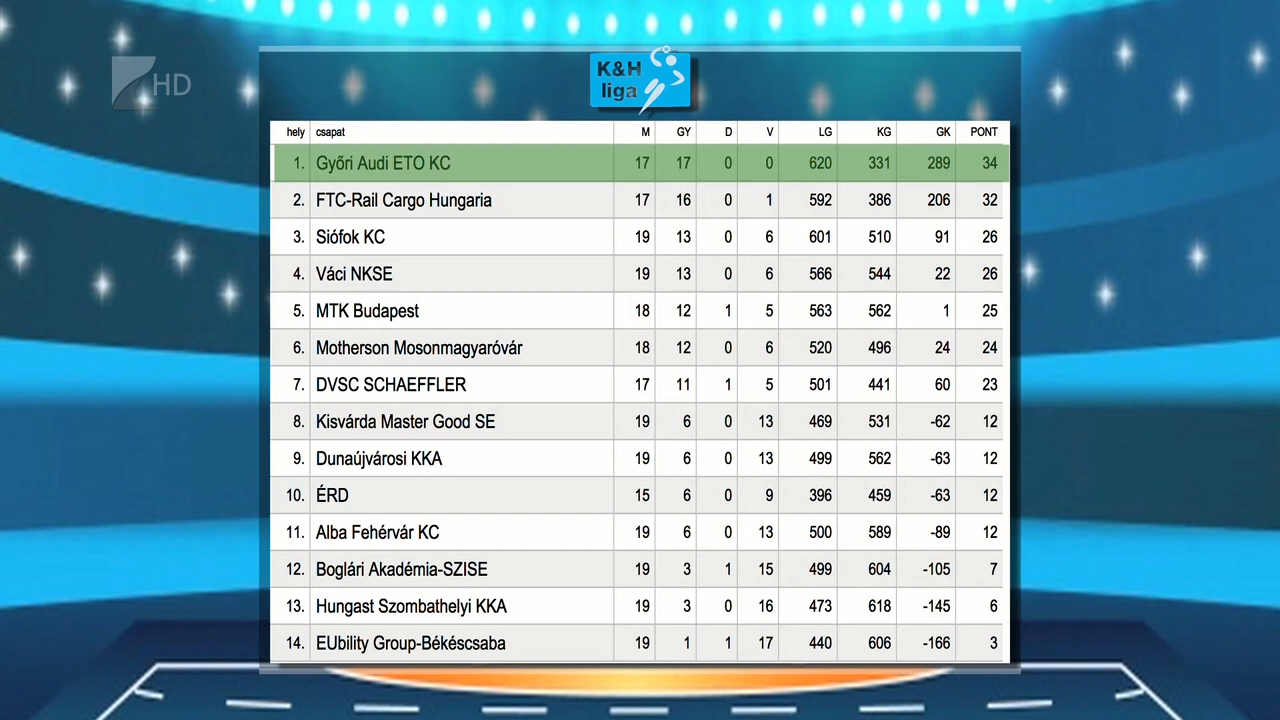 HD
K&H
liga
hely csapat M GY D V LG KG GK PONT
1. Győri Audi ETO KC 17 17 0 0 620 331 289 34
2. FTC-Rail Cargo Hungaria 17 16 0 1 592 386 206 32
3. Siófok KC 19 13 0 6 601 510 91 26
4. Váci NKSE 19 13 0 6 566 544 22 26
5. MTK Budapest 18 12 1 5 563 562 1 25
6. Motherson Mosonmagyaróvár 18 12 0 6 520 496 24 24
7. DVSC SCHAEFFLER 17 11 1 5 501 441 60 23
8. Kisvárda Master Good SE 19 6 0 13 469 531 -62 12
9. Dunaújvárosi KKA 19 6 0 13 499 562 -63 12
10. ÉRD 15 6 0 9 396 459 -63 12
11. Alba Fehérvár KC 19 6 0 13 500 589 -89 12
12. Boglári Akadémia-SZISE 19 3 1 15 499 604 -105 7
13. Hungast Szombathelyi KKA 19 3 0 16 473 618 -145 6
14. EUbility Group-Békéscsaba 19 1 1 17 440 606 -166 3